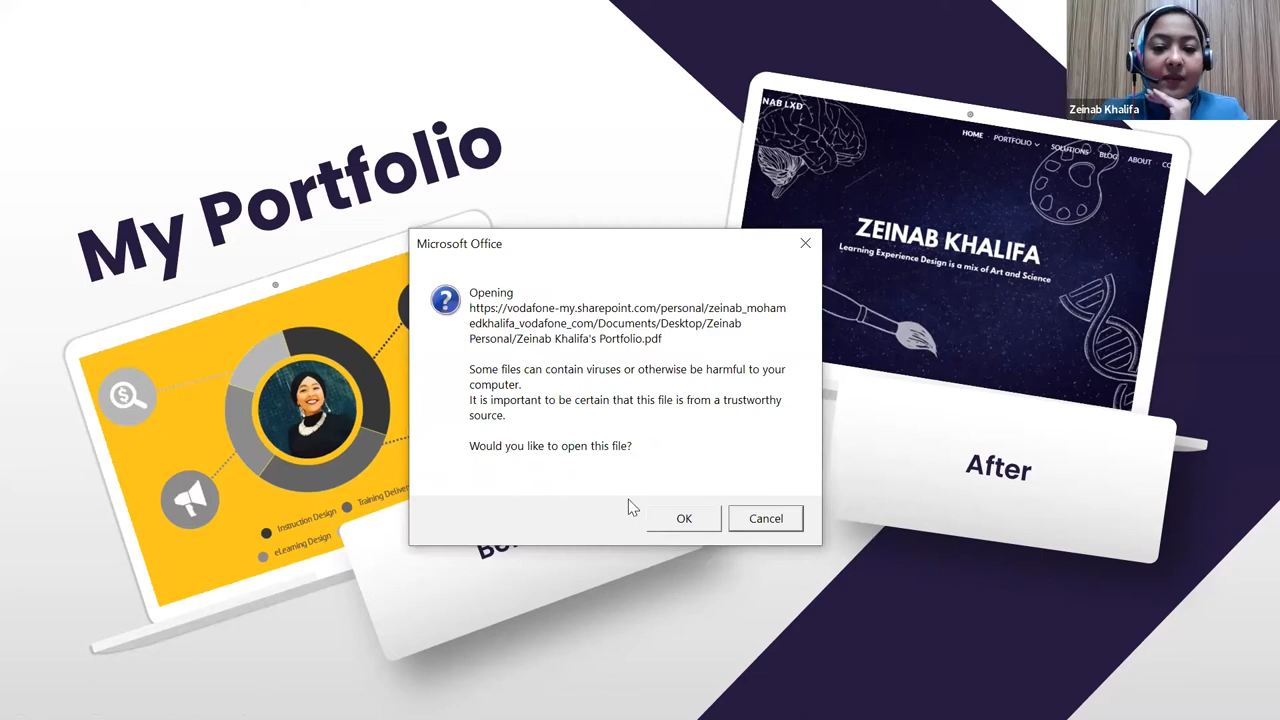 Zeinab Khalifa
My Portfolio
NAB LXD
HOME PORTFOLIO SOLUTIONS BLOG ABOUT
ZEINAB KHALIFA
Learning Experience Design is a mix of Art and Science
Microsoft Office
Opening
https://vodafone-my.sharepoint.com/personal/zeinab_moham
edkhalifa_vodafone_com/Documents/Desktop/Zeinab
Personal/Zeinab Khalifa's Portfolio.pdf
Some files can contain viruses or otherwise be harmful to your
computer.
It is important to be certain that this file is from a trustworthy
source.
Would you like to open this file?
OK Cancel
Instruction Design
Training
eLearning Design
After